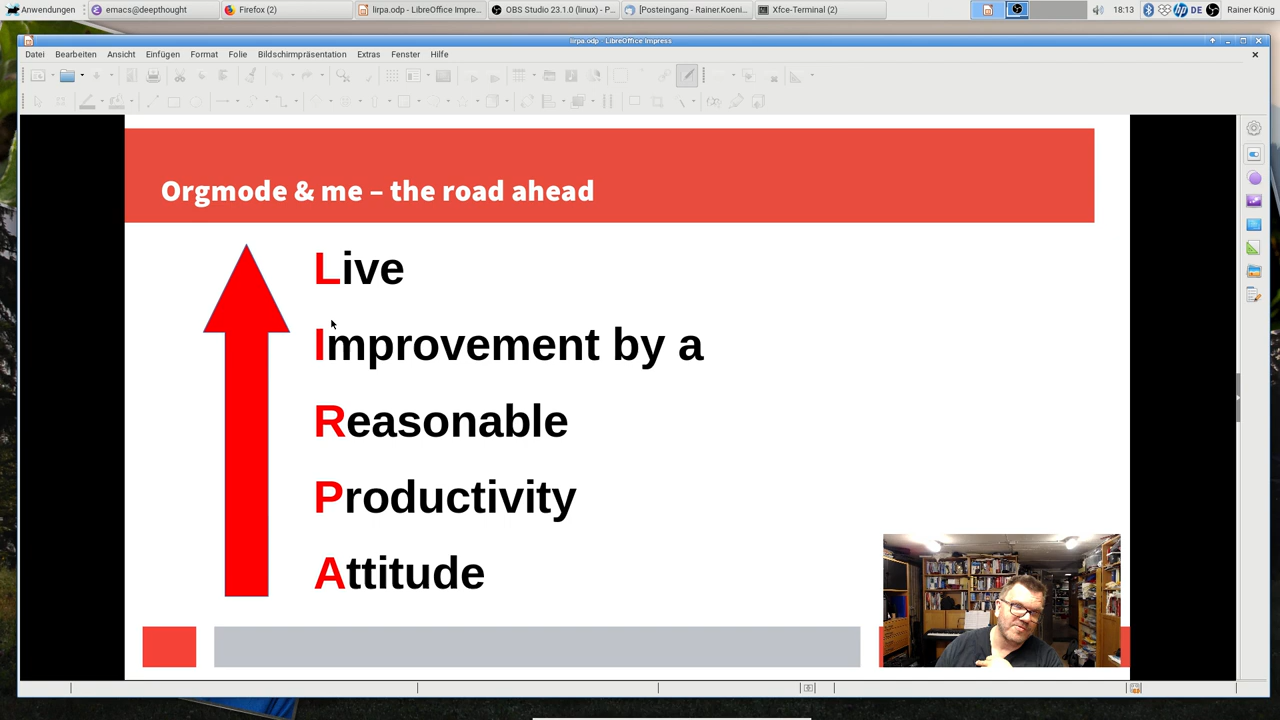 Anwendungen
emacs@deepthought
Firefox (2)
lirpa.odp - LibreOffice Impre...
OBS Studio 23.1.0 (linux) - P...
[Posteingang - Rainer.Koeni...
Xfce-Terminal (2)
DE
18:13
Rainer König
lirpa.odp - LibreOffice Impress
Datei Bearbeiten Ansicht Einfügen Format Folie Bildschirmpräsentation Extras Fenster Hilfe
Orgmode & me – the road ahead
Live
Improvement by a
Reasonable
Productivity
Attitude